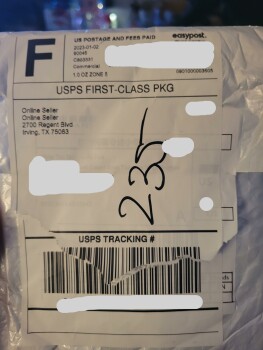 F
US POSTAGE AND FEES PAID
2023-01-02
easypost.
Commercial
1.0 OZ ZONE 5
USPS FIRST-CLASS PKG
Online Seller
Online Seller
2700 Regent Blvd
Irving, TX 75063
235
USPS TRACKING #